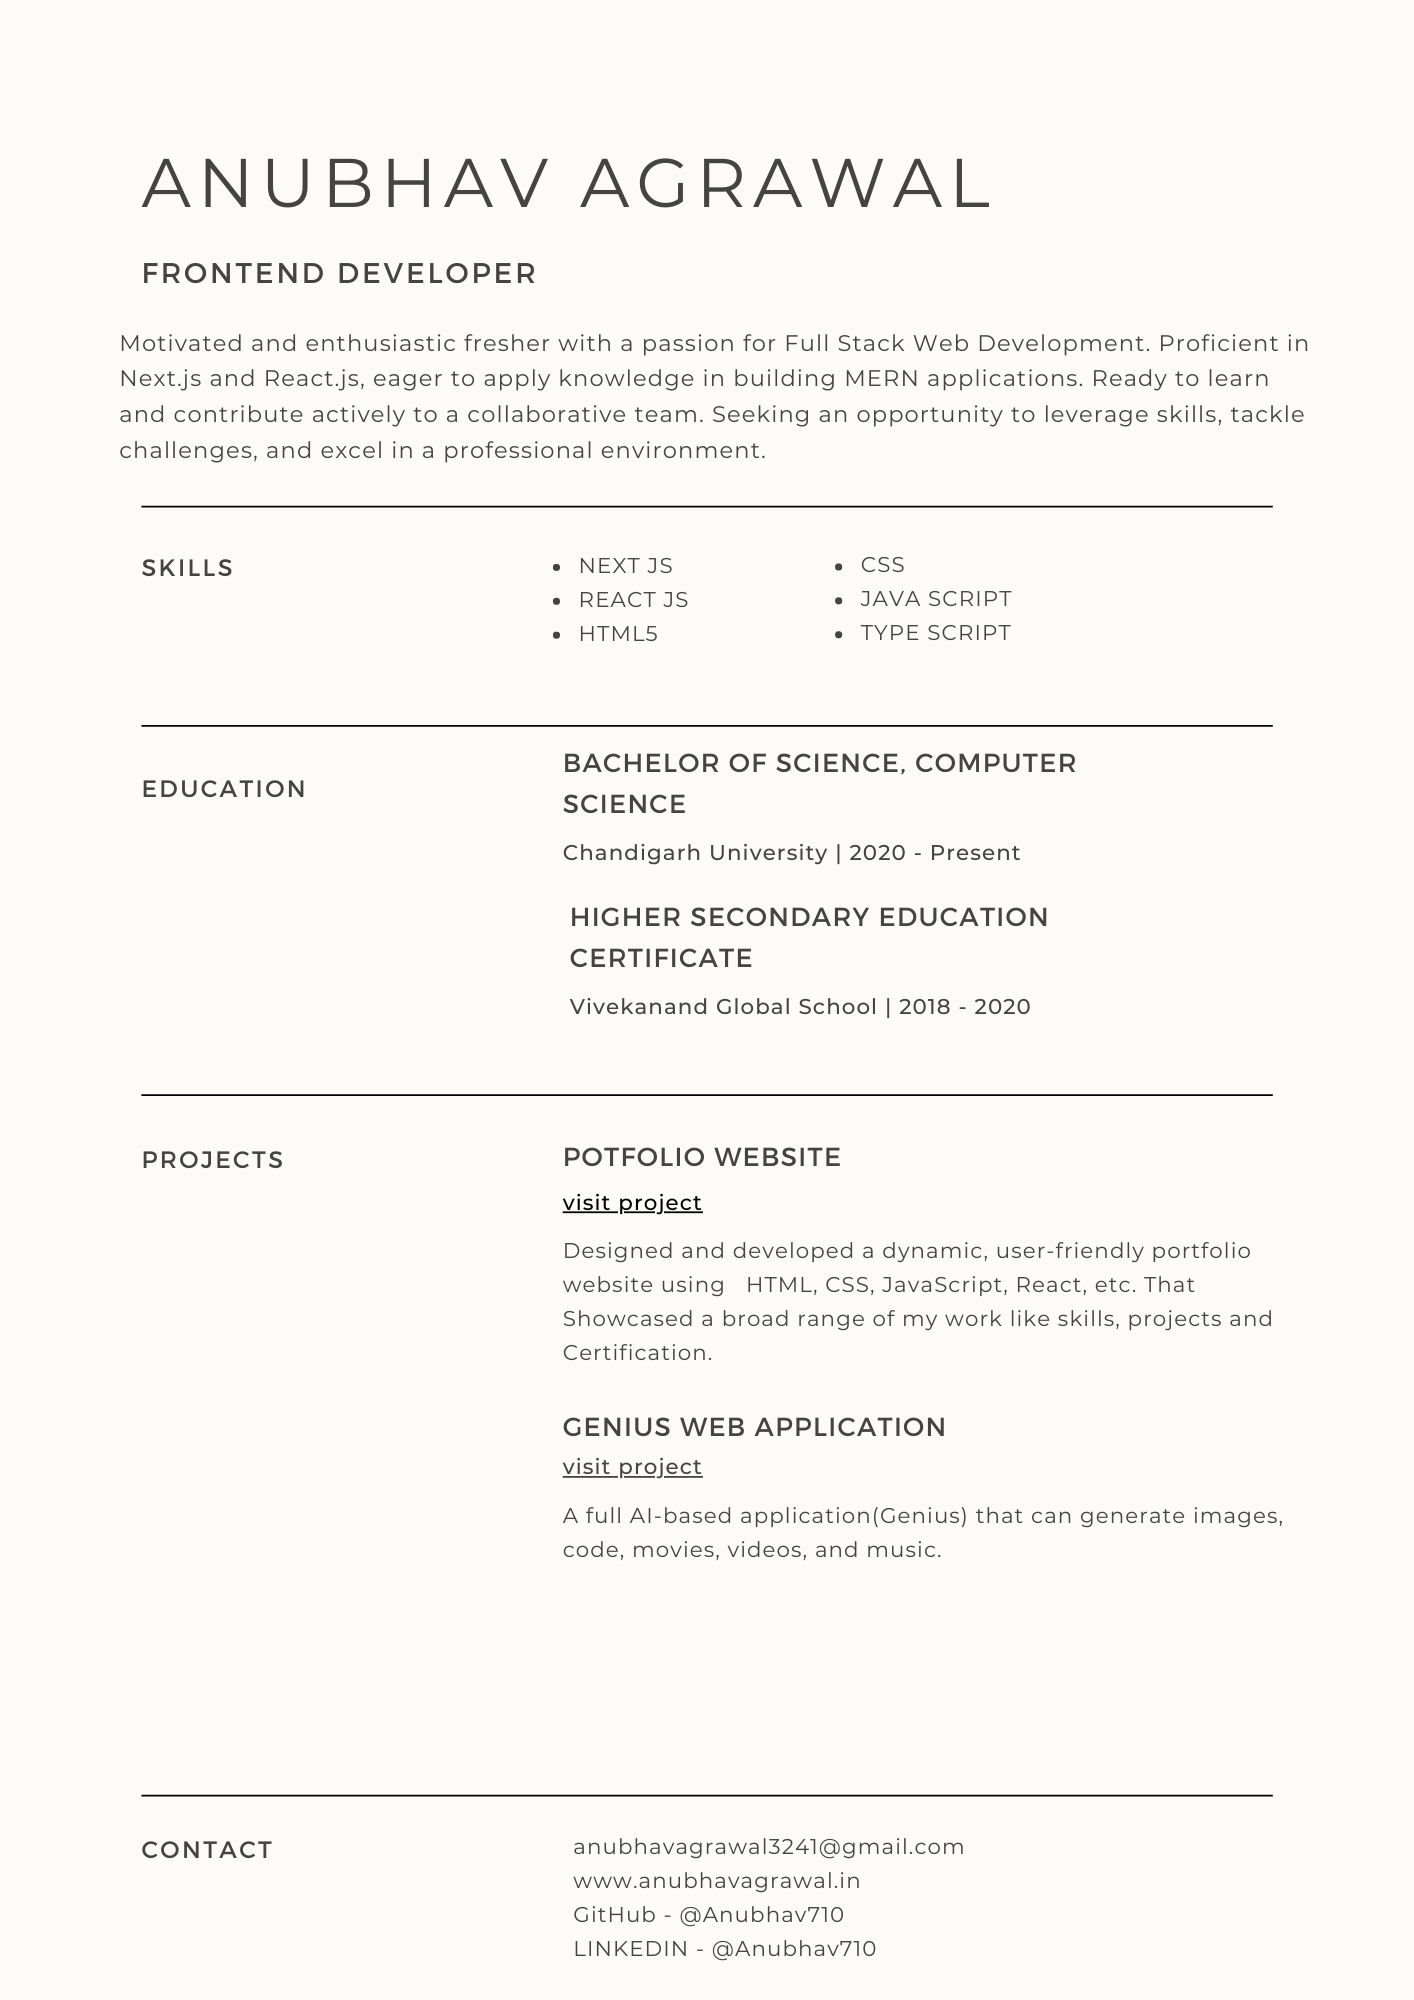 ANUBHAV AGRAWAL
FRONTEND DEVELOPER
Motivated and enthusiastic fresher with a passion for Full Stack Web Development. Proficient in
Next.js and React.js, eager to apply knowledge in building MERN applications. Ready to learn
and contribute actively to a collaborative team. Seeking an opportunity to leverage skills, tackle
challenges, and excel in a professional environment.
SKILLS
• NEXT JS
• REACT JS
• HTML5
• CSS
• JAVA SCRIPT
• TYPE SCRIPT
EDUCATION
BACHELOR OF SCIENCE, COMPUTER
SCIENCE
Chandigarh University | 2020 - Present
HIGHER SECONDARY EDUCATION
CERTIFICATE
Vivekanand Global School | 2018 - 2020
PROJECTS
POTFOLIO WEBSITE
visit project
Designed and developed a dynamic, user-friendly portfolio
website using   HTML, CSS, JavaScript, React, etc. That
Showcased a broad range of my work like skills, projects and
Certification.
GENIUS WEB APPLICATION
visit project
A full AI-based application(Genius) that can generate images,
code, movies, videos, and music.
CONTACT
anubhavagrawal3241@gmail.com
www.anubhavagrawal.in
GitHub - @Anubhav710
LINKEDIN - @Anubhav710